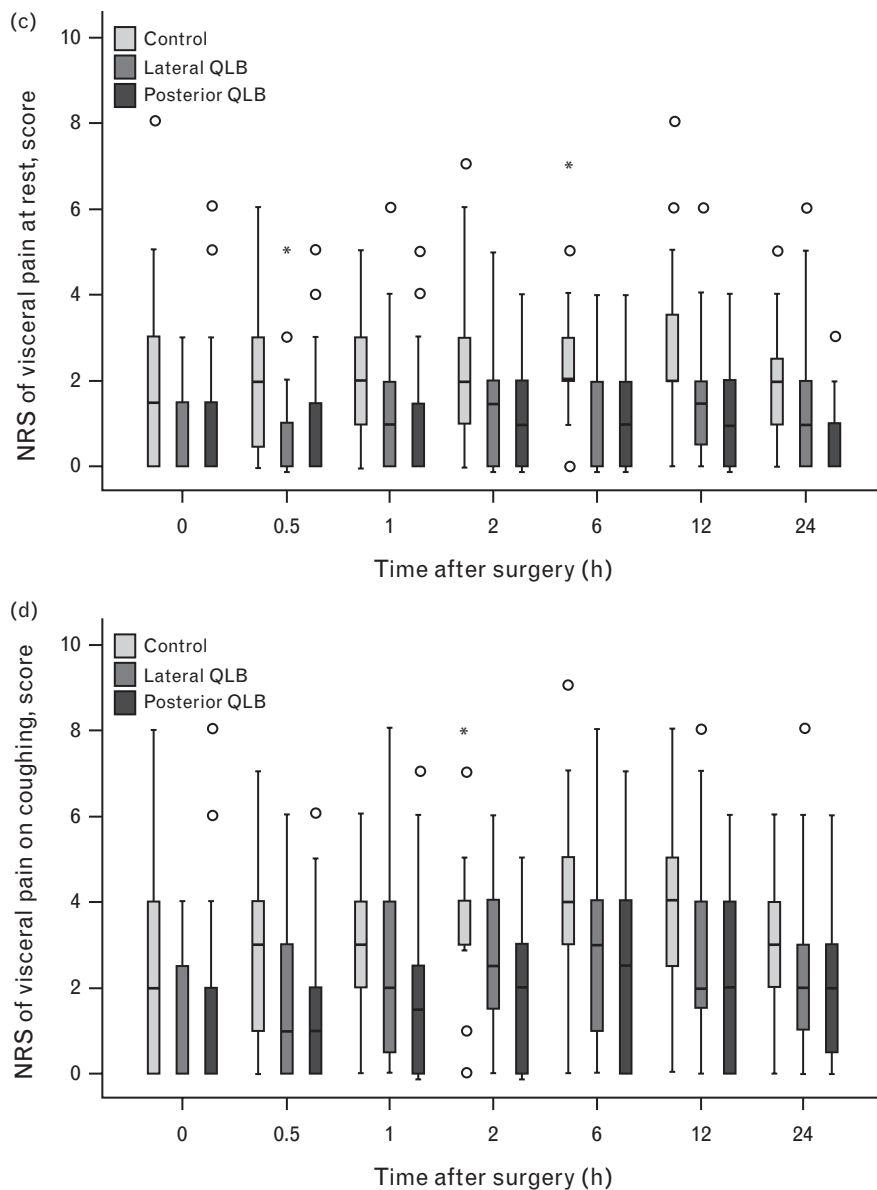 (c)
10
8
6
4
2
0
Control
Lateral QLB
Posterior QLB
*
*
NRS of visceral pain at rest, score
0 0.5 1 2 6 12 24
Time after surgery (h)
(d)
10
8
6
4
2
0
Control
Lateral QLB
Posterior QLB
*
NRS of visceral pain on coughing, score
0 0.5 1 2 6 12 24
Time after surgery (h)